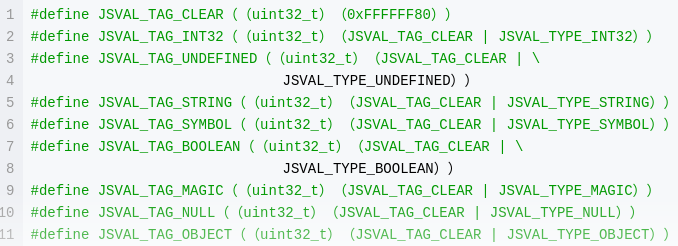 1 #define JSVAL_TAG_CLEAR ((uint32_t) (0xFFFFFF80))
2 #define JSVAL_TAG_INT32 ((uint32_t) (JSVAL_TAG_CLEAR | JSVAL_TYPE_INT32))
3 #define JSVAL_TAG_UNDEFINED ((uint32_t) (JSVAL_TAG_CLEAR | \
4 JSVAL_TYPE_UNDEFINED))
5 #define JSVAL_TAG_STRING ((uint32_t) (JSVAL_TAG_CLEAR | JSVAL_TYPE_STRING))
6 #define JSVAL_TAG_SYMBOL ((uint32_t) (JSVAL_TAG_CLEAR | JSVAL_TYPE_SYMBOL))
7 #define JSVAL_TAG_BOOLEAN ((uint32_t) (JSVAL_TAG_CLEAR | \
8 JSVAL_TYPE_BOOLEAN))
9 #define JSVAL_TAG_MAGIC ((uint32_t) (JSVAL_TAG_CLEAR | JSVAL_TYPE_MAGIC))
10 #define JSVAL_TAG_NULL ((uint32_t) (JSVAL_TAG_CLEAR | JSVAL_TYPE_NULL))
11 #define JSVAL_TAG_OBJECT ((uint32_t) (JSVAL_TAG_CLEAR | JSVAL_TYPE_OBJECT))